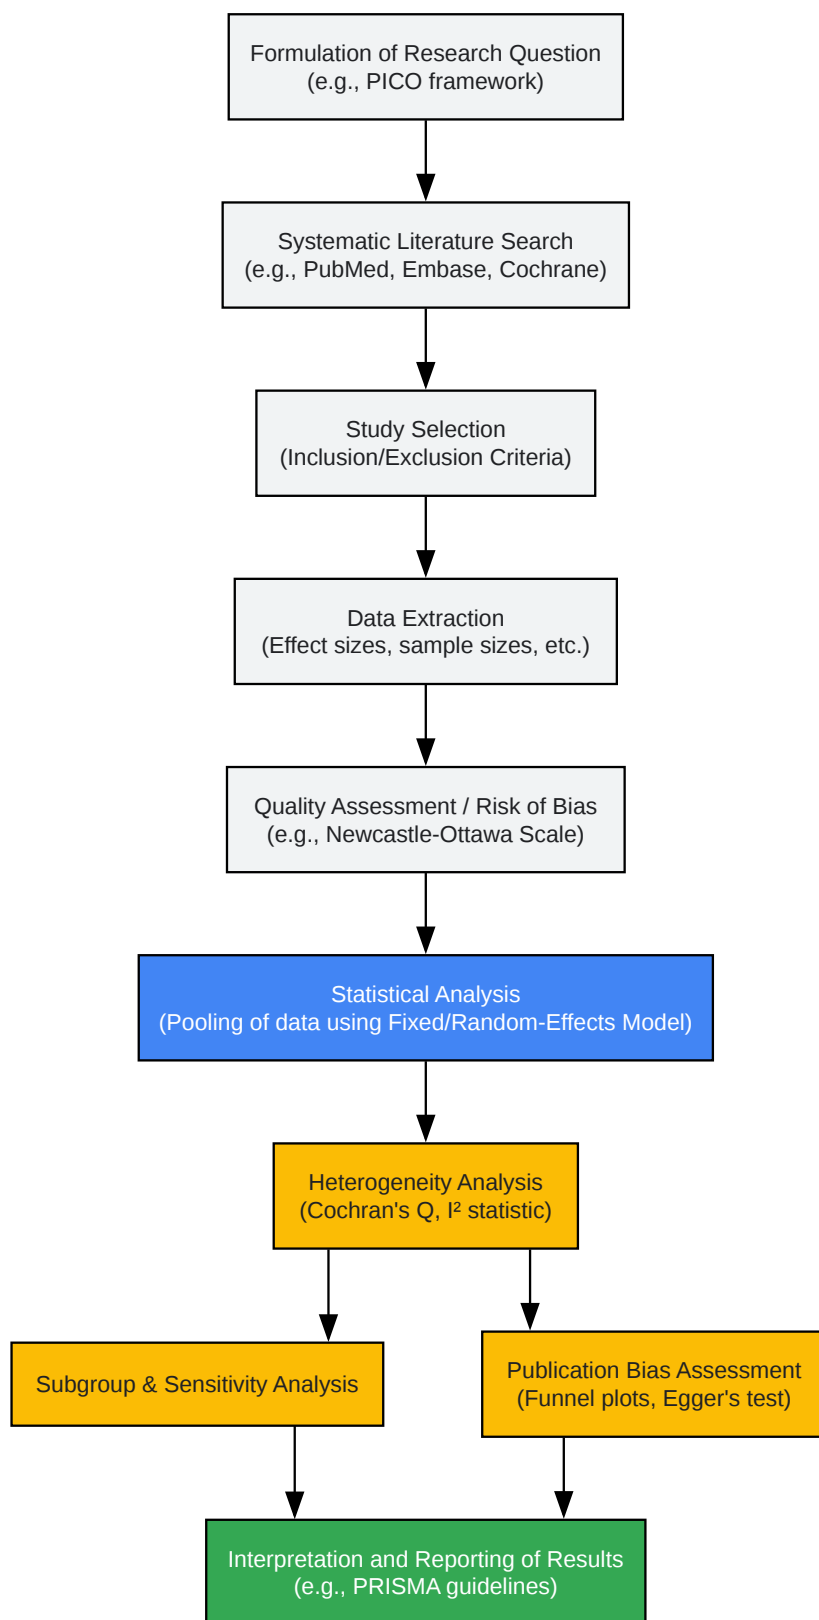 Formulation of Research Question
(e.g., PICO framework)
Systematic Literature Search
(e.g., PubMed, Embase, Cochrane)
Study Selection
(Inclusion/Exclusion Criteria)
Data Extraction
(Effect sizes, sample sizes, etc.)
Quality Assessment / Risk of Bias
(e.g., Newcastle-Ottawa Scale)
Statistical Analysis
(Pooling of data using Fixed/Random-Effects Model)
Heterogeneity Analysis
(Cochran's Q, I² statistic)
Subgroup & Sensitivity Analysis
Publication Bias Assessment
(Funnel plots, Egger's test)
Interpretation and Reporting of Results
(e.g., PRISMA guidelines)